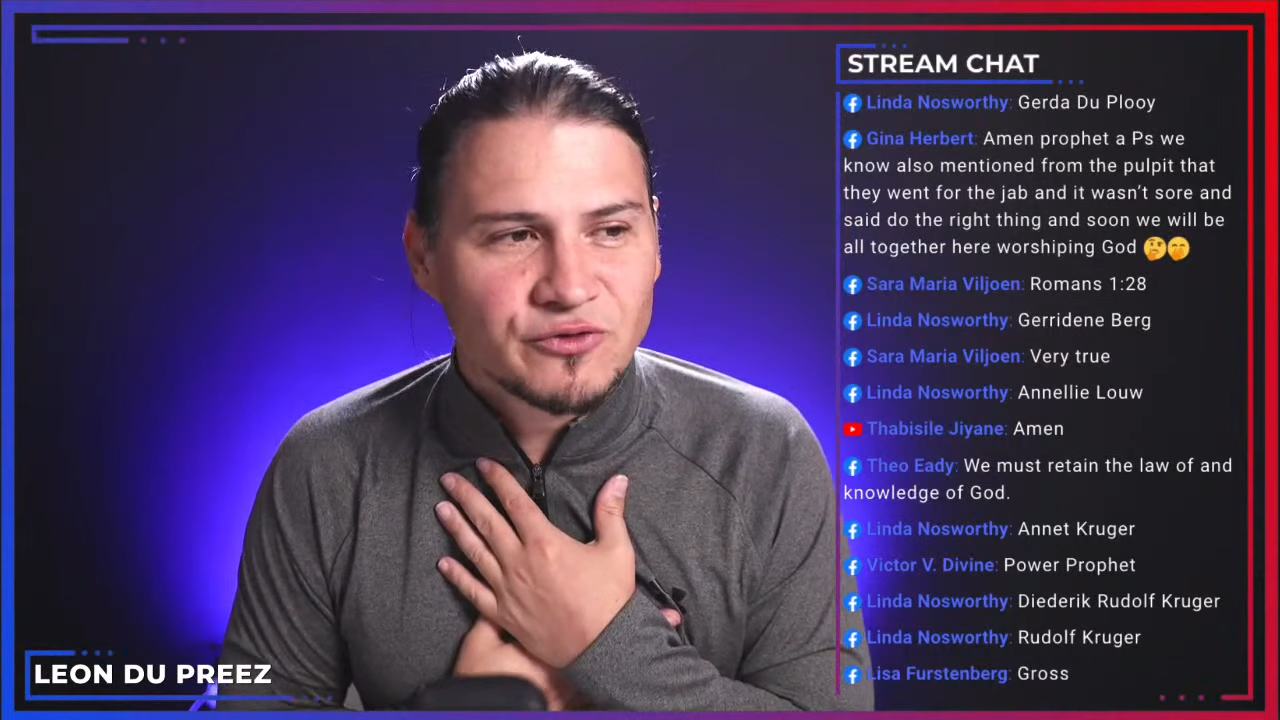 STREAM CHAT
Linda Nosworthy: Gerda Du Plooy
Gina Herbert: Amen prophet a Ps we
know also mentioned from the pulpit that
they went for the jab and it wasn't sore and
said do the right thing and soon we will be
all together here worshiping God 🤔🤭
Sara Maria Viljoen: Romans 1:28
Linda Nosworthy: Gerridene Berg
Sara Maria Viljoen: Very true
Linda Nosworthy: Annellie Louw
Thabisile Jiyane: Amen
Theo Eady: We must retain the law of and
knowledge of God.
Linda Nosworthy: Annet Kruger
Victor V. Divine: Power Prophet
Linda Nosworthy: Diederik Rudolf Kruger
Linda Nosworthy: Rudolf Kruger
Lisa Furstenberg: Gross
LEON DU PREEZ